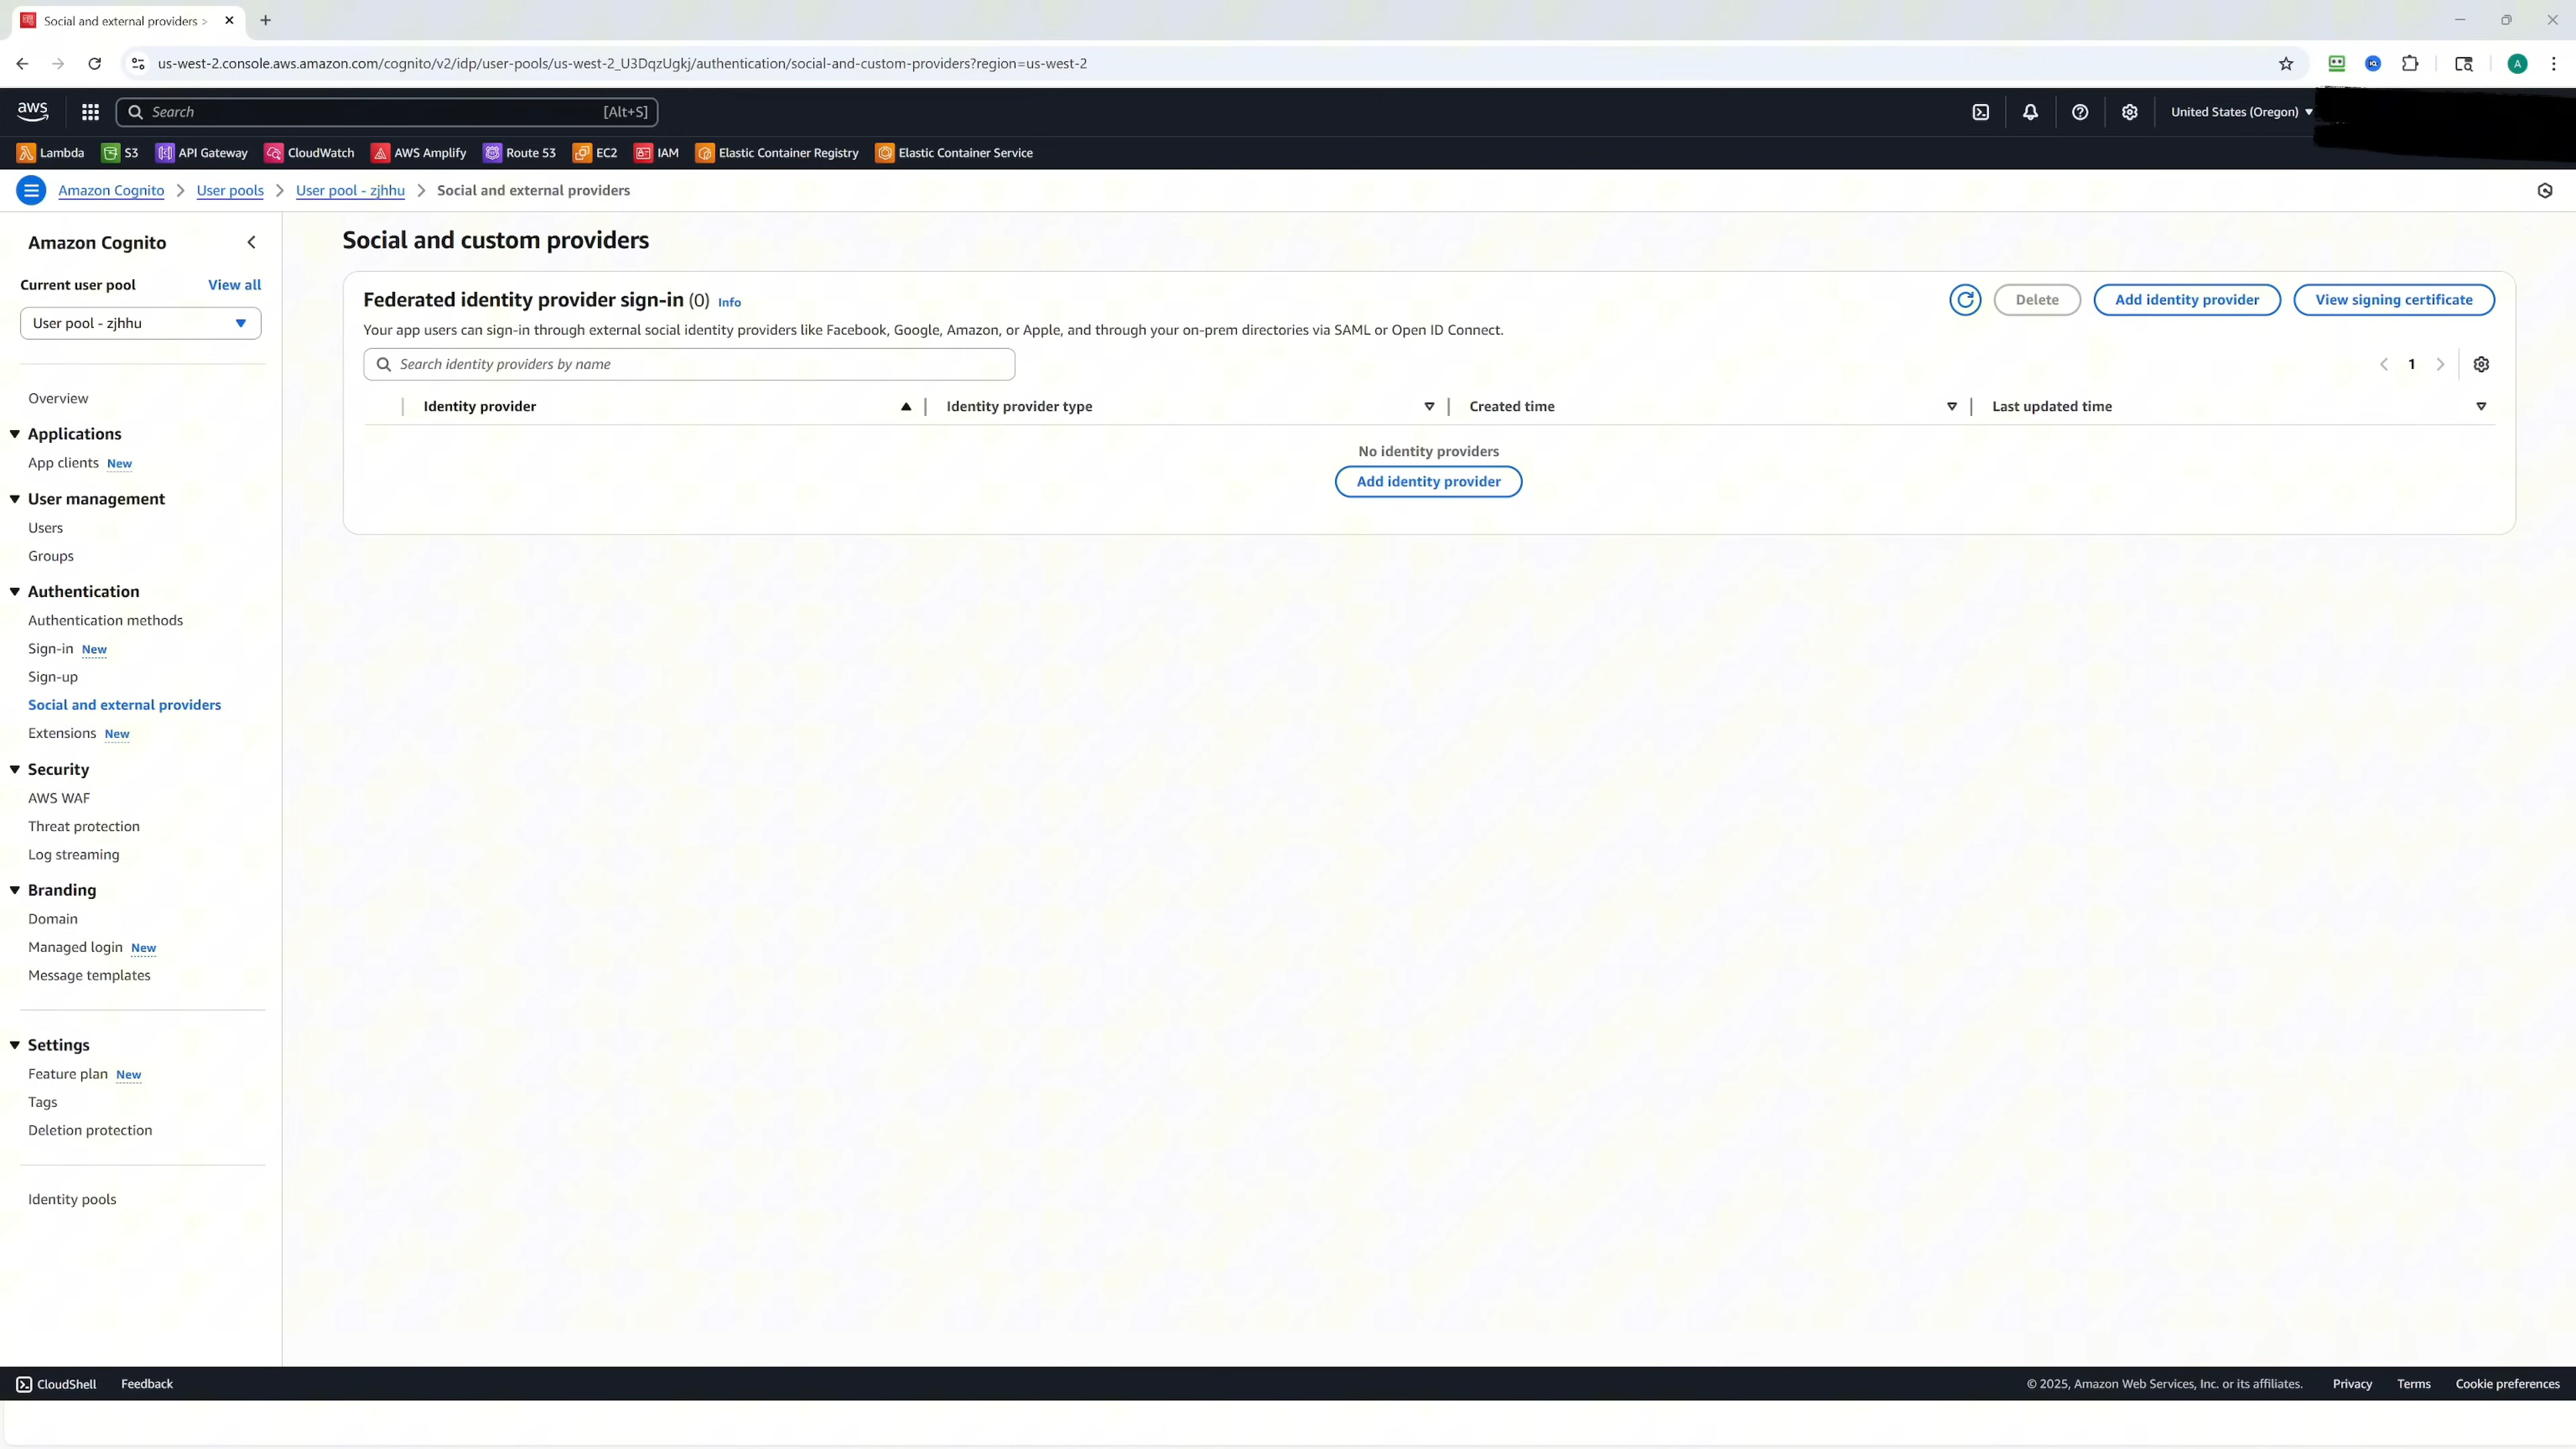 Social and external providers >
us-west-2.console.aws.amazon.com/cognito/v2/idp/user-pools/us-west-2_U3DqzUgkj/authentication/social-and-custom-providers?region=us-west-2
A
aws
Search [Alt+S]
United States (Oregon)
Lambda S3 API Gateway CloudWatch AWS Amplify Route 53 EC2 IAM Elastic Container Registry Elastic Container Service
Amazon Cognito > User pools > User pool - zjhhu > Social and external providers
Amazon Cognito
Current user pool View all
User pool - zjhhu
Overview
Applications
App clients New
User management
Users
Groups
Authentication
Authentication methods
Sign-in New
Sign-up
Social and external providers
Extensions New
Security
AWS WAF
Threat protection
Log streaming
Branding
Domain
Managed login New
Message templates
Settings
Feature plan New
Tags
Deletion protection
Identity pools
Social and custom providers
Federated identity provider sign-in (0) Info
Delete Add identity provider View signing certificate
Your app users can sign-in through external social identity providers like Facebook, Google, Amazon, or Apple, and through your on-prem directories via SAML or Open ID Connect.
Search identity providers by name
1
Identity provider Identity provider type Created time Last updated time
No identity providers
Add identity provider
CloudShell Feedback © 2025, Amazon Web Services, Inc. or its affiliates. Privacy Terms Cookie preferences